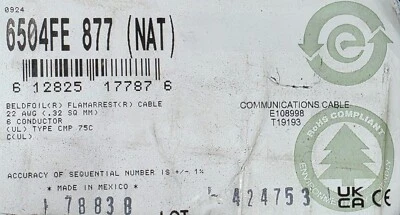 0924
6504FE 877 (NAT)
6 12825 17787 6
BELDFOIL(R) FLAMARREST(R) CABLE
22 AWG (.32 SQ MM)
6 CONDUCTOR
(UL) TYPE CMP 75C
C(UL)
COMMUNICATIONS CABLE
E108998
T19193
RoHS COMPLIANT
ACCURACY OF SEQUENTIAL NUMBER IS +/- 1%
* MADE IN MEXICO *
78838
424753
UK
CA
CE